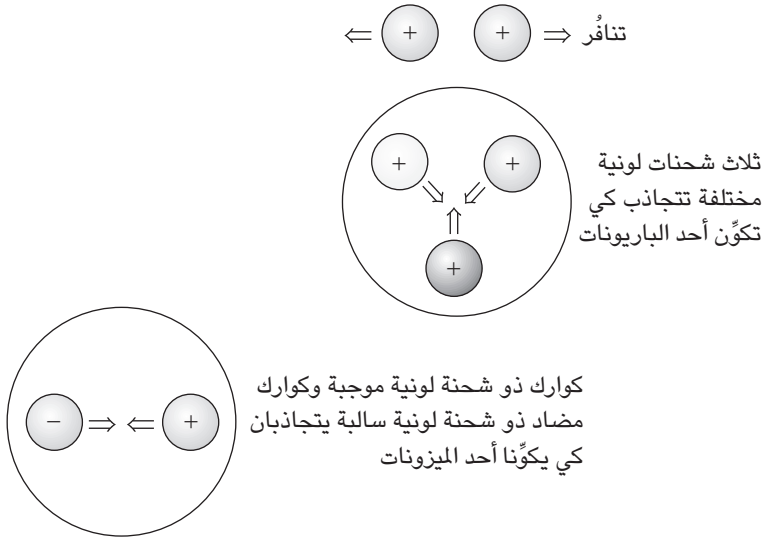 ⇐ + + ⇒ تنافُر
+ +
+
ثلاث شحنات لونية
مختلفة تتجاذب كي
تكوِّن أحد الباريونات
− ⇒ ⇐ +
كوارك ذو شحنة لونية موجبة وكوارك
مضاد ذو شحنة لونية سالبة يتجاذبان
كي يكوِّنا أحد الميزونات